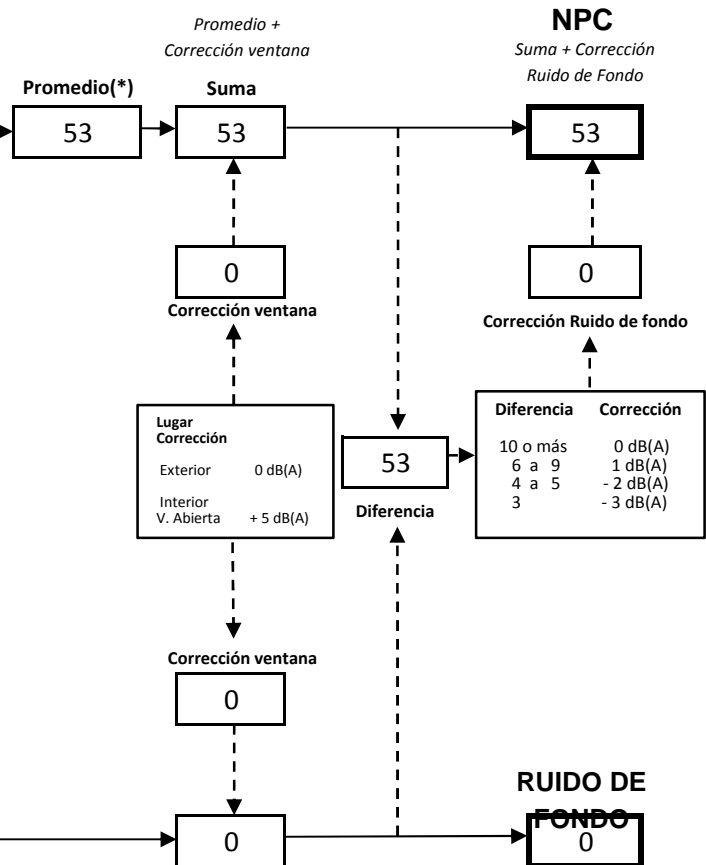 Promedio +
Corrección ventana
NPC
Suma + Corrección
Ruido de Fondo
Promedio(*)
Suma
53
53
53
0
0
Corrección ventana
Corrección Ruido de fondo
Lugar
Corrección
Exterior 0 dB(A)
Interior
V. Abierta + 5 dB(A)
53
Diferencia
Diferencia Corrección
10 o más 0 dB(A)
6 a 9 1 dB(A)
4 a 5 - 2 dB(A)
3 - 3 dB(A)
Corrección ventana
0
RUIDO DE
FONDO
0
0